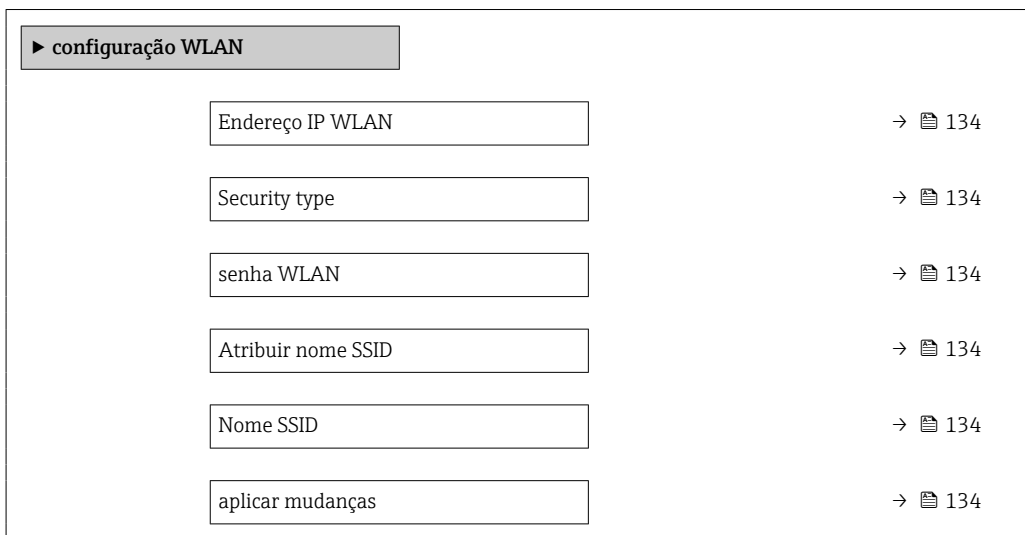 ▶ configuração WLAN
Endereço IP WLAN → 134
Security type → 134
senha WLAN → 134
Atribuir nome SSID → 134
Nome SSID → 134
aplicar mudanças → 134